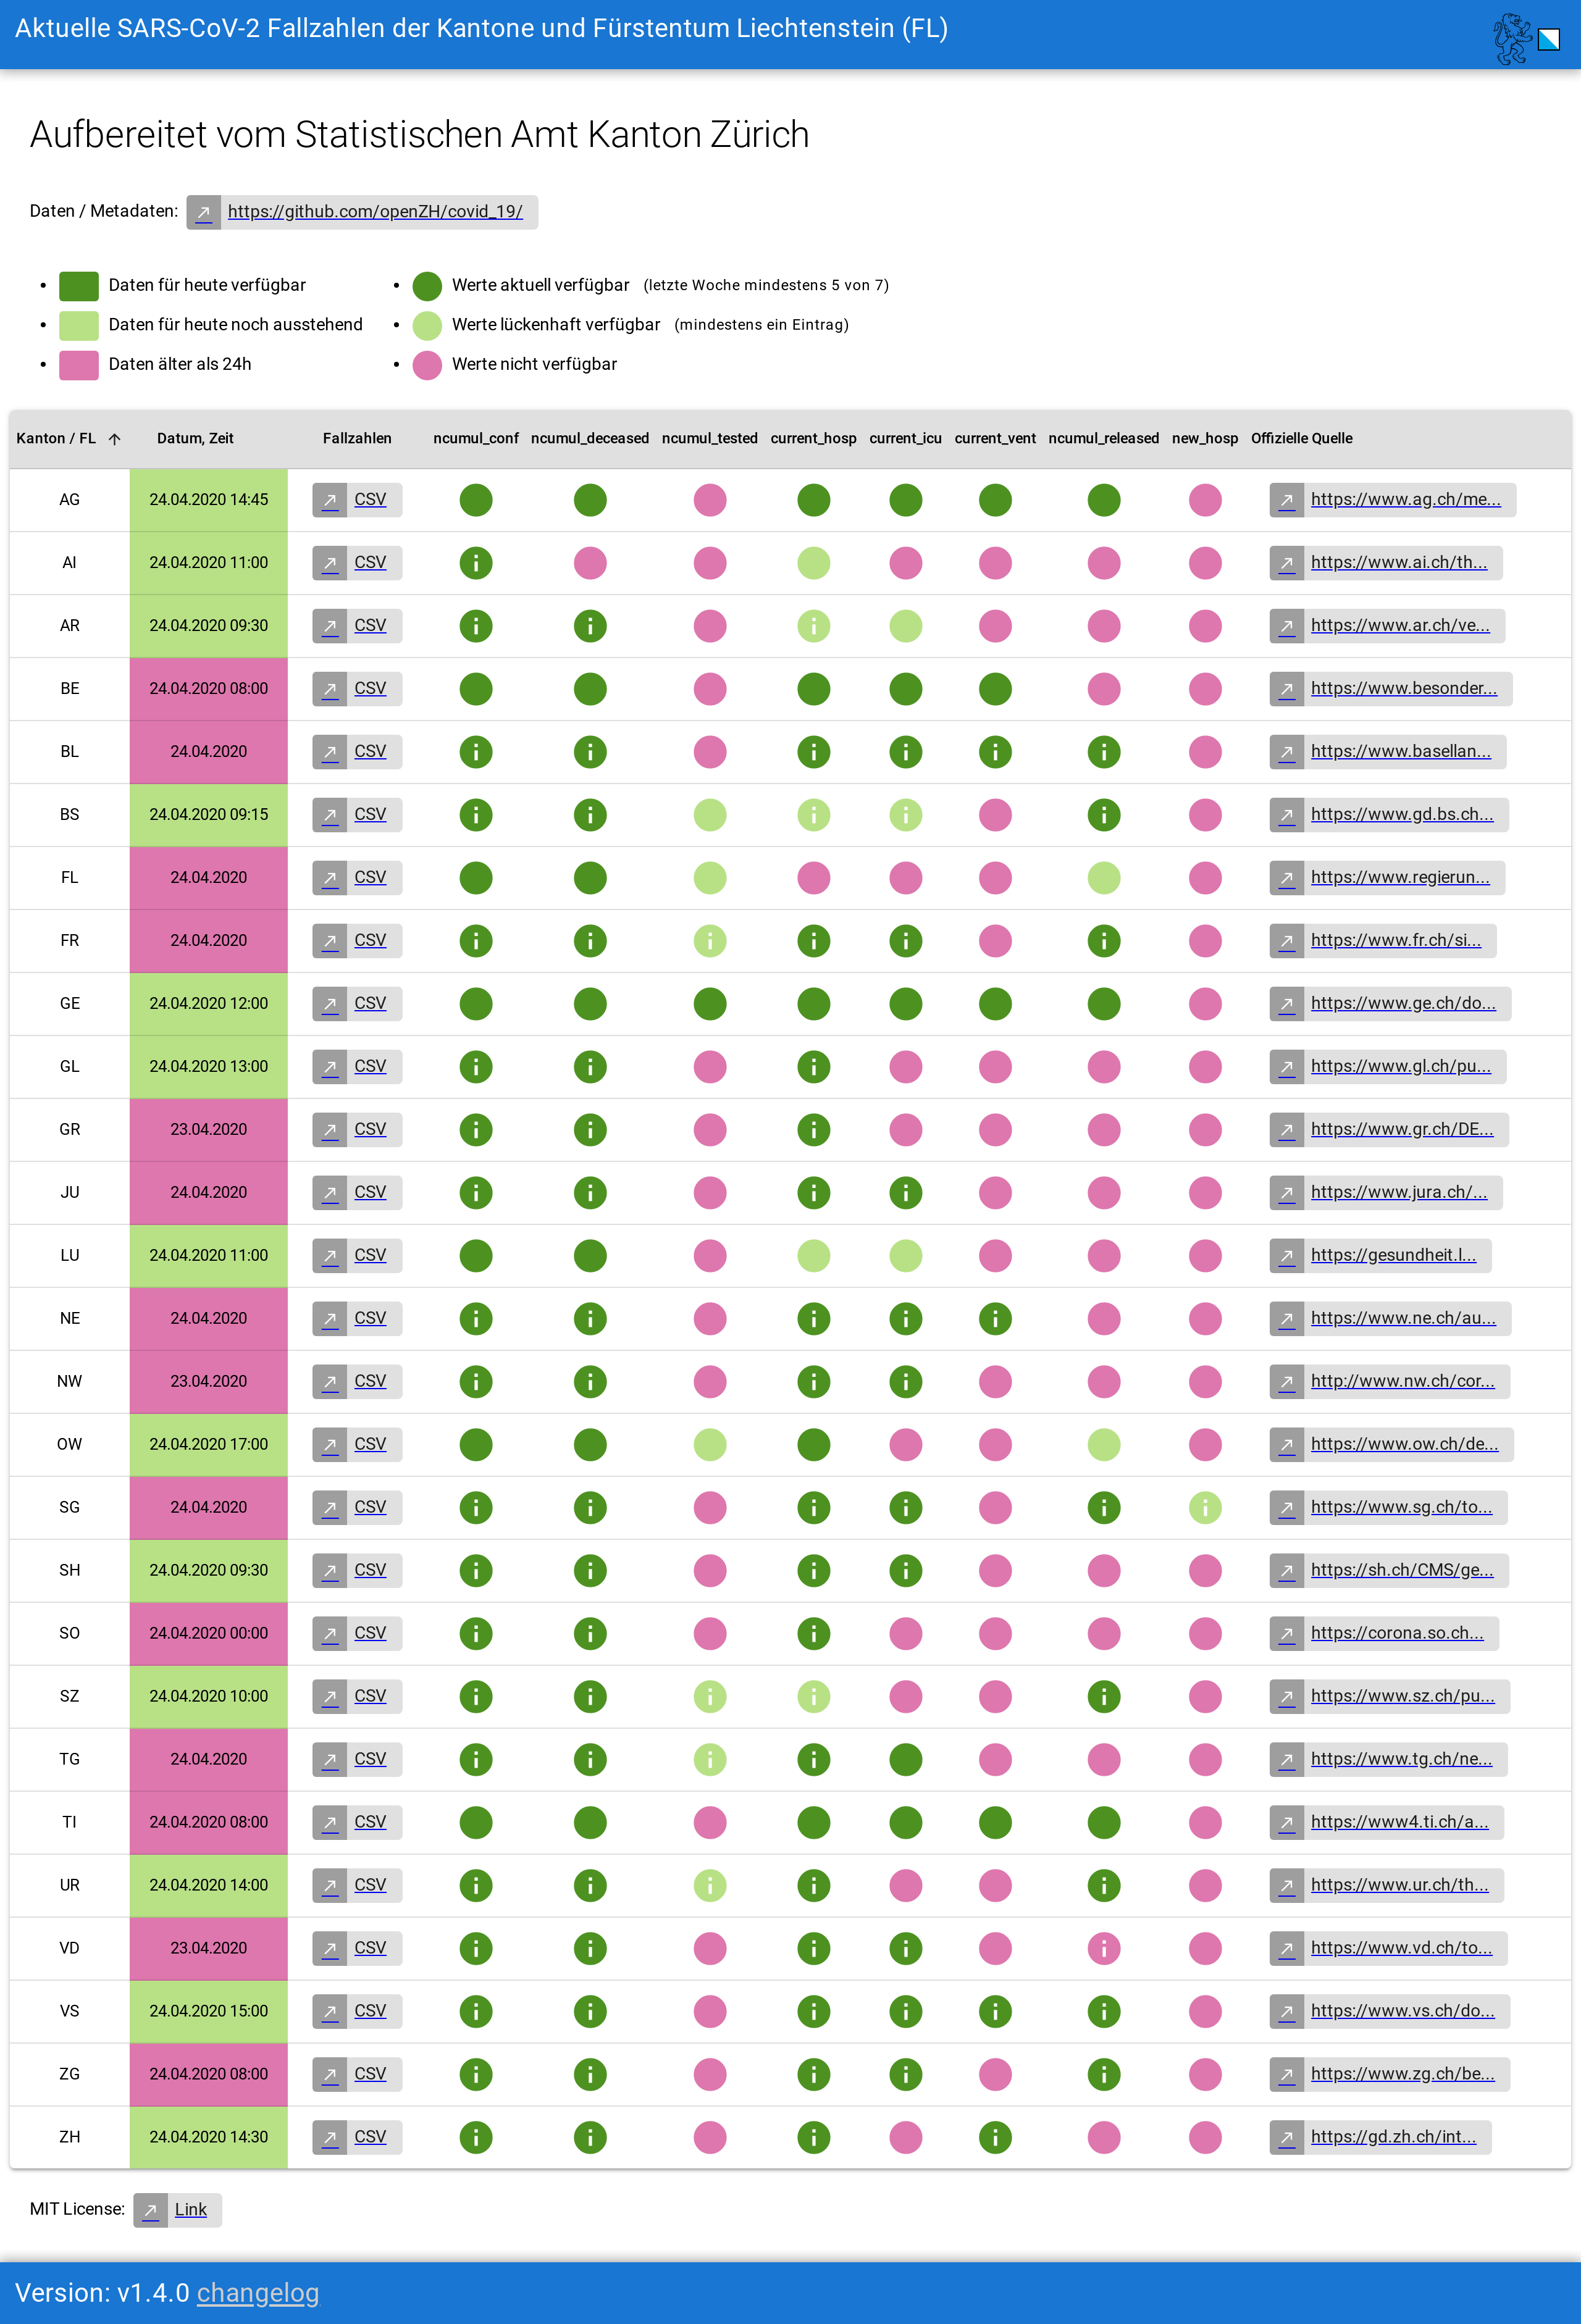 Aktuelle SARS-CoV-2 Fallzahlen der Kantone und Fürstentum Liechtenstein (FL)
Aufbereitet vom Statistischen Amt Kanton Zürich
Daten / Metadaten: https://github.com/openZH/covid_19/
Daten für heute verfügbar
Daten für heute noch ausstehend
Daten älter als 24h
Werte aktuell verfügbar (letzte Woche mindestens 5 von 7)
Werte lückenhaft verfügbar (mindestens ein Eintrag)
Werte nicht verfügbar
Kanton / FL Datum, Zeit Fallzahlen ncumul_conf ncumul_deceased ncumul_tested current_hosp current_icu current_vent ncumul_released new_hosp Offizielle Quelle
AG 24.04.2020 14:45 CSV https://www.ag.ch/me...
AI 24.04.2020 11:00 CSV https://www.ai.ch/th...
AR 24.04.2020 09:30 CSV https://www.ar.ch/ve...
BE 24.04.2020 08:00 CSV https://www.besonder...
BL 24.04.2020 CSV https://www.basellan...
BS 24.04.2020 09:15 CSV https://www.gd.bs.ch...
FL 24.04.2020 CSV https://www.regierun...
FR 24.04.2020 CSV https://www.fr.ch/si...
GE 24.04.2020 12:00 CSV https://www.ge.ch/do...
GL 24.04.2020 13:00 CSV https://www.gl.ch/pu...
GR 23.04.2020 CSV https://www.gr.ch/DE...
JU 24.04.2020 CSV https://www.jura.ch/...
LU 24.04.2020 11:00 CSV https://gesundheit.l...
NE 24.04.2020 CSV https://www.ne.ch/au...
NW 23.04.2020 CSV http://www.nw.ch/cor...
OW 24.04.2020 17:00 CSV https://www.ow.ch/de...
SG 24.04.2020 CSV https://www.sg.ch/to...
SH 24.04.2020 09:30 CSV https://sh.ch/CMS/ge...
SO 24.04.2020 00:00 CSV https://corona.so.ch...
SZ 24.04.2020 10:00 CSV https://www.sz.ch/pu...
TG 24.04.2020 CSV https://www.tg.ch/ne...
TI 24.04.2020 08:00 CSV https://www4.ti.ch/a...
UR 24.04.2020 14:00 CSV https://www.ur.ch/th...
VD 23.04.2020 CSV https://www.vd.ch/to...
VS 24.04.2020 15:00 CSV https://www.vs.ch/do...
ZG 24.04.2020 08:00 CSV https://www.zg.ch/be...
ZH 24.04.2020 14:30 CSV https://gd.zh.ch/int...
MIT License: Link
Version: v1.4.0 changelog